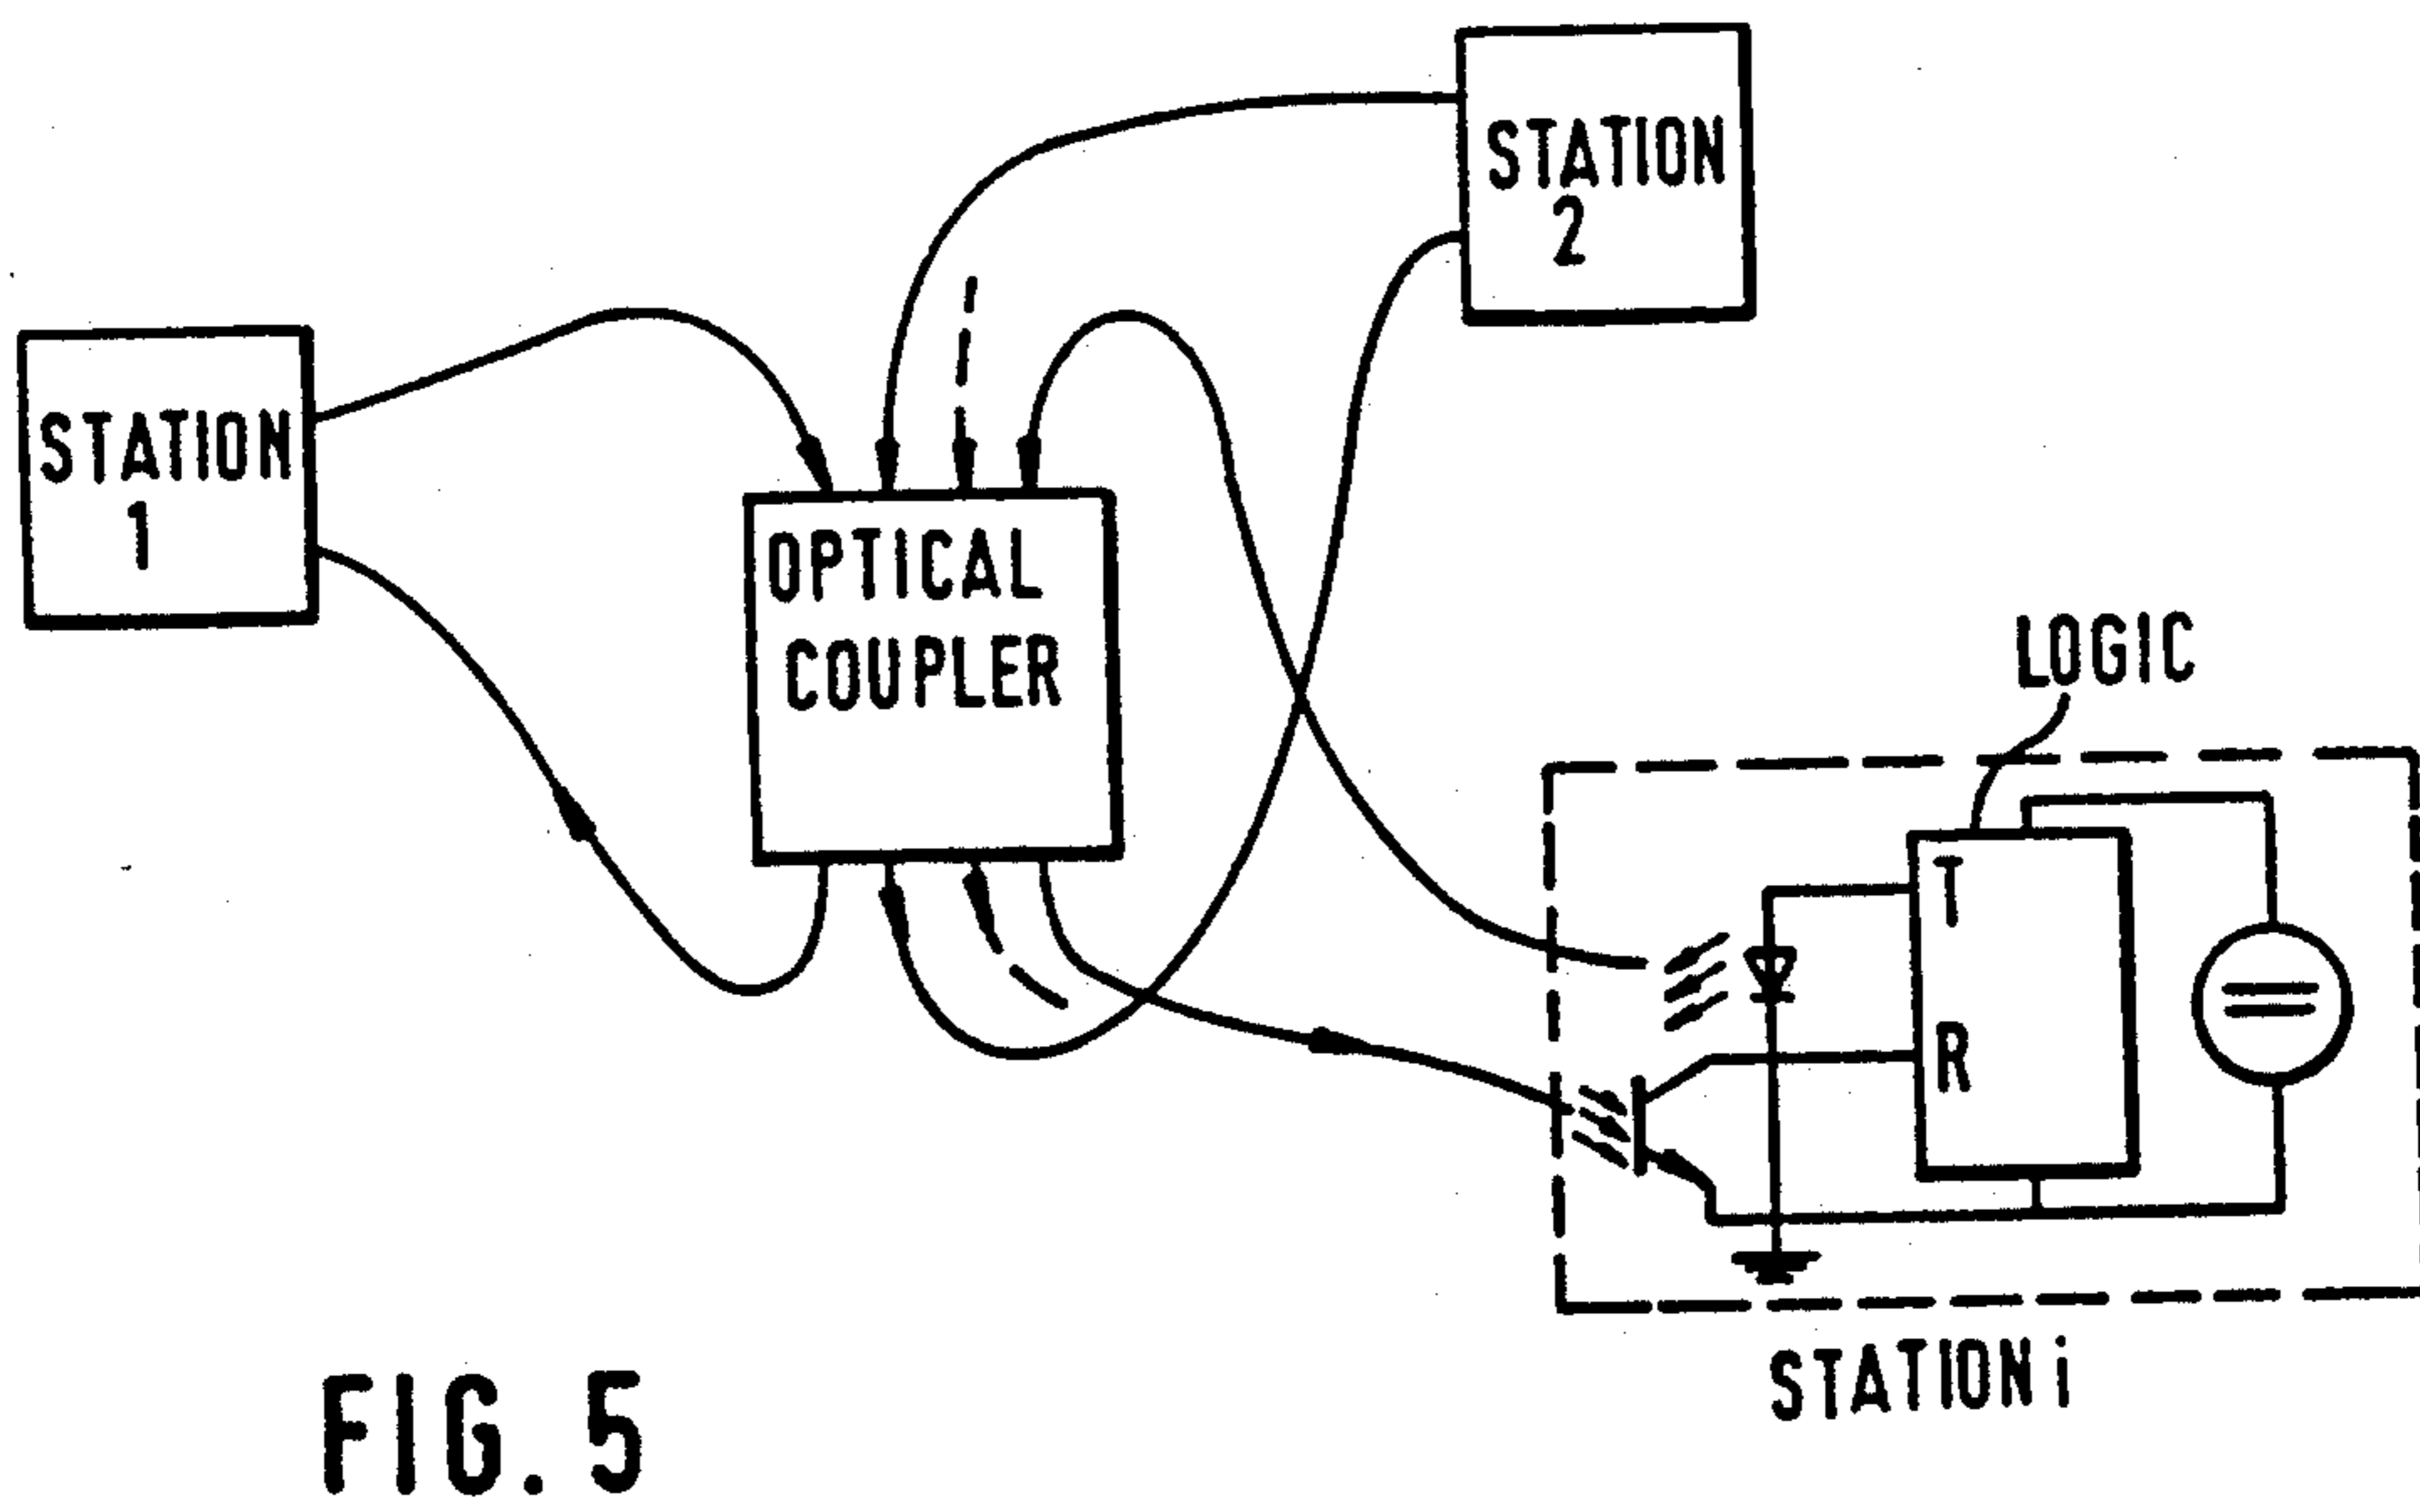 STATION
2
STATION
1
OPTICAL
COUPLER
LOGIC
T
R
STATION i
FIG. 5